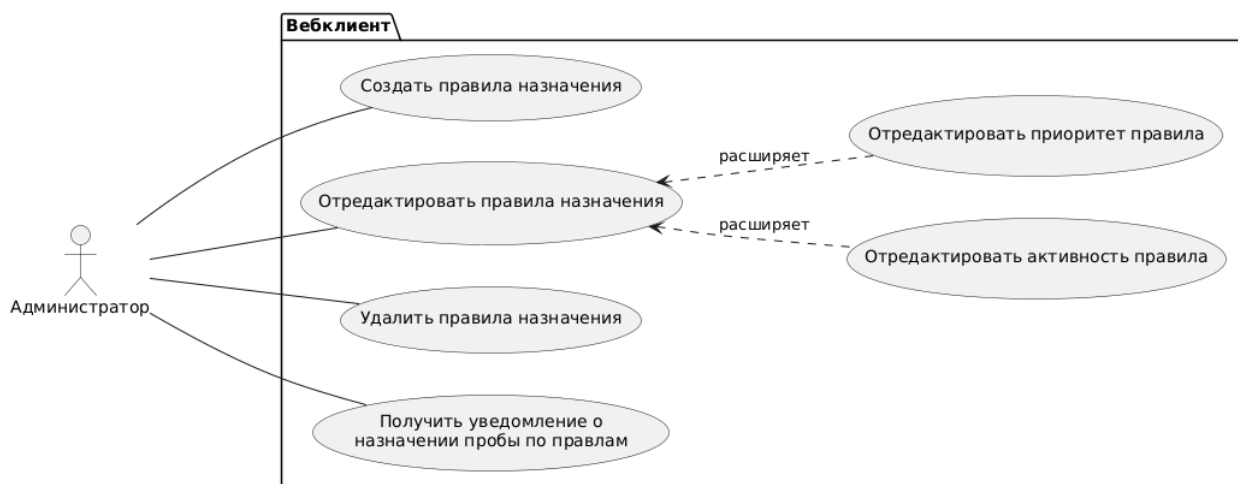 Вебклиент
Создать правила назначения
Отредактировать приоритет правила
расширяет
Отредактировать правила назначения
расширяет
Отредактировать активность правила
Администратор
Удалить правила назначения
Получить уведомление о
назначении пробы по правлам